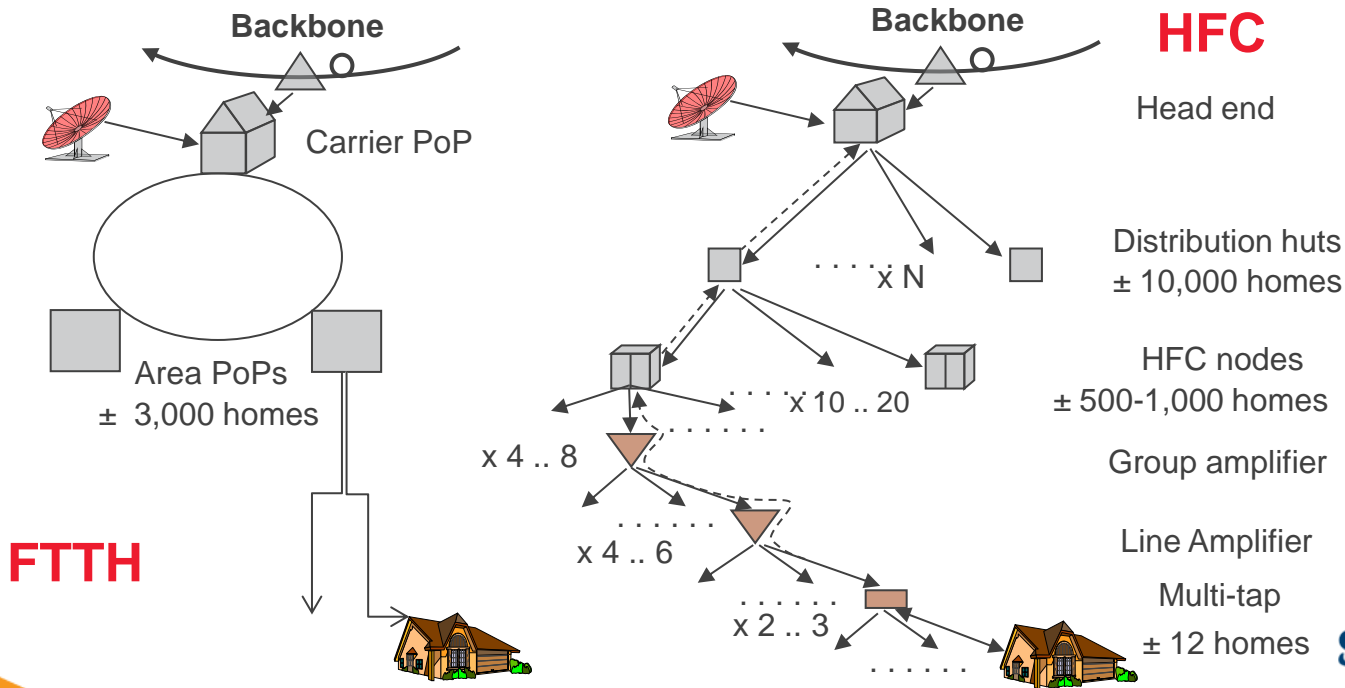 Backbone
Carrier PoP
Area PoPs
± 3,000 homes
FTTH
Backbone
HFC
Head end
Distribution huts
± 10,000 homes
. . . . . .
x N
HFC nodes
± 500-1,000 homes
. . . . . .
x 10 .. 20
. . . . . .
x 4 .. 8
Group amplifier
. . . . . .
x 4 .. 6
Line Amplifier
. . . . . .
x 2 .. 3
Multi-tap
± 12 homes
. . . . . .